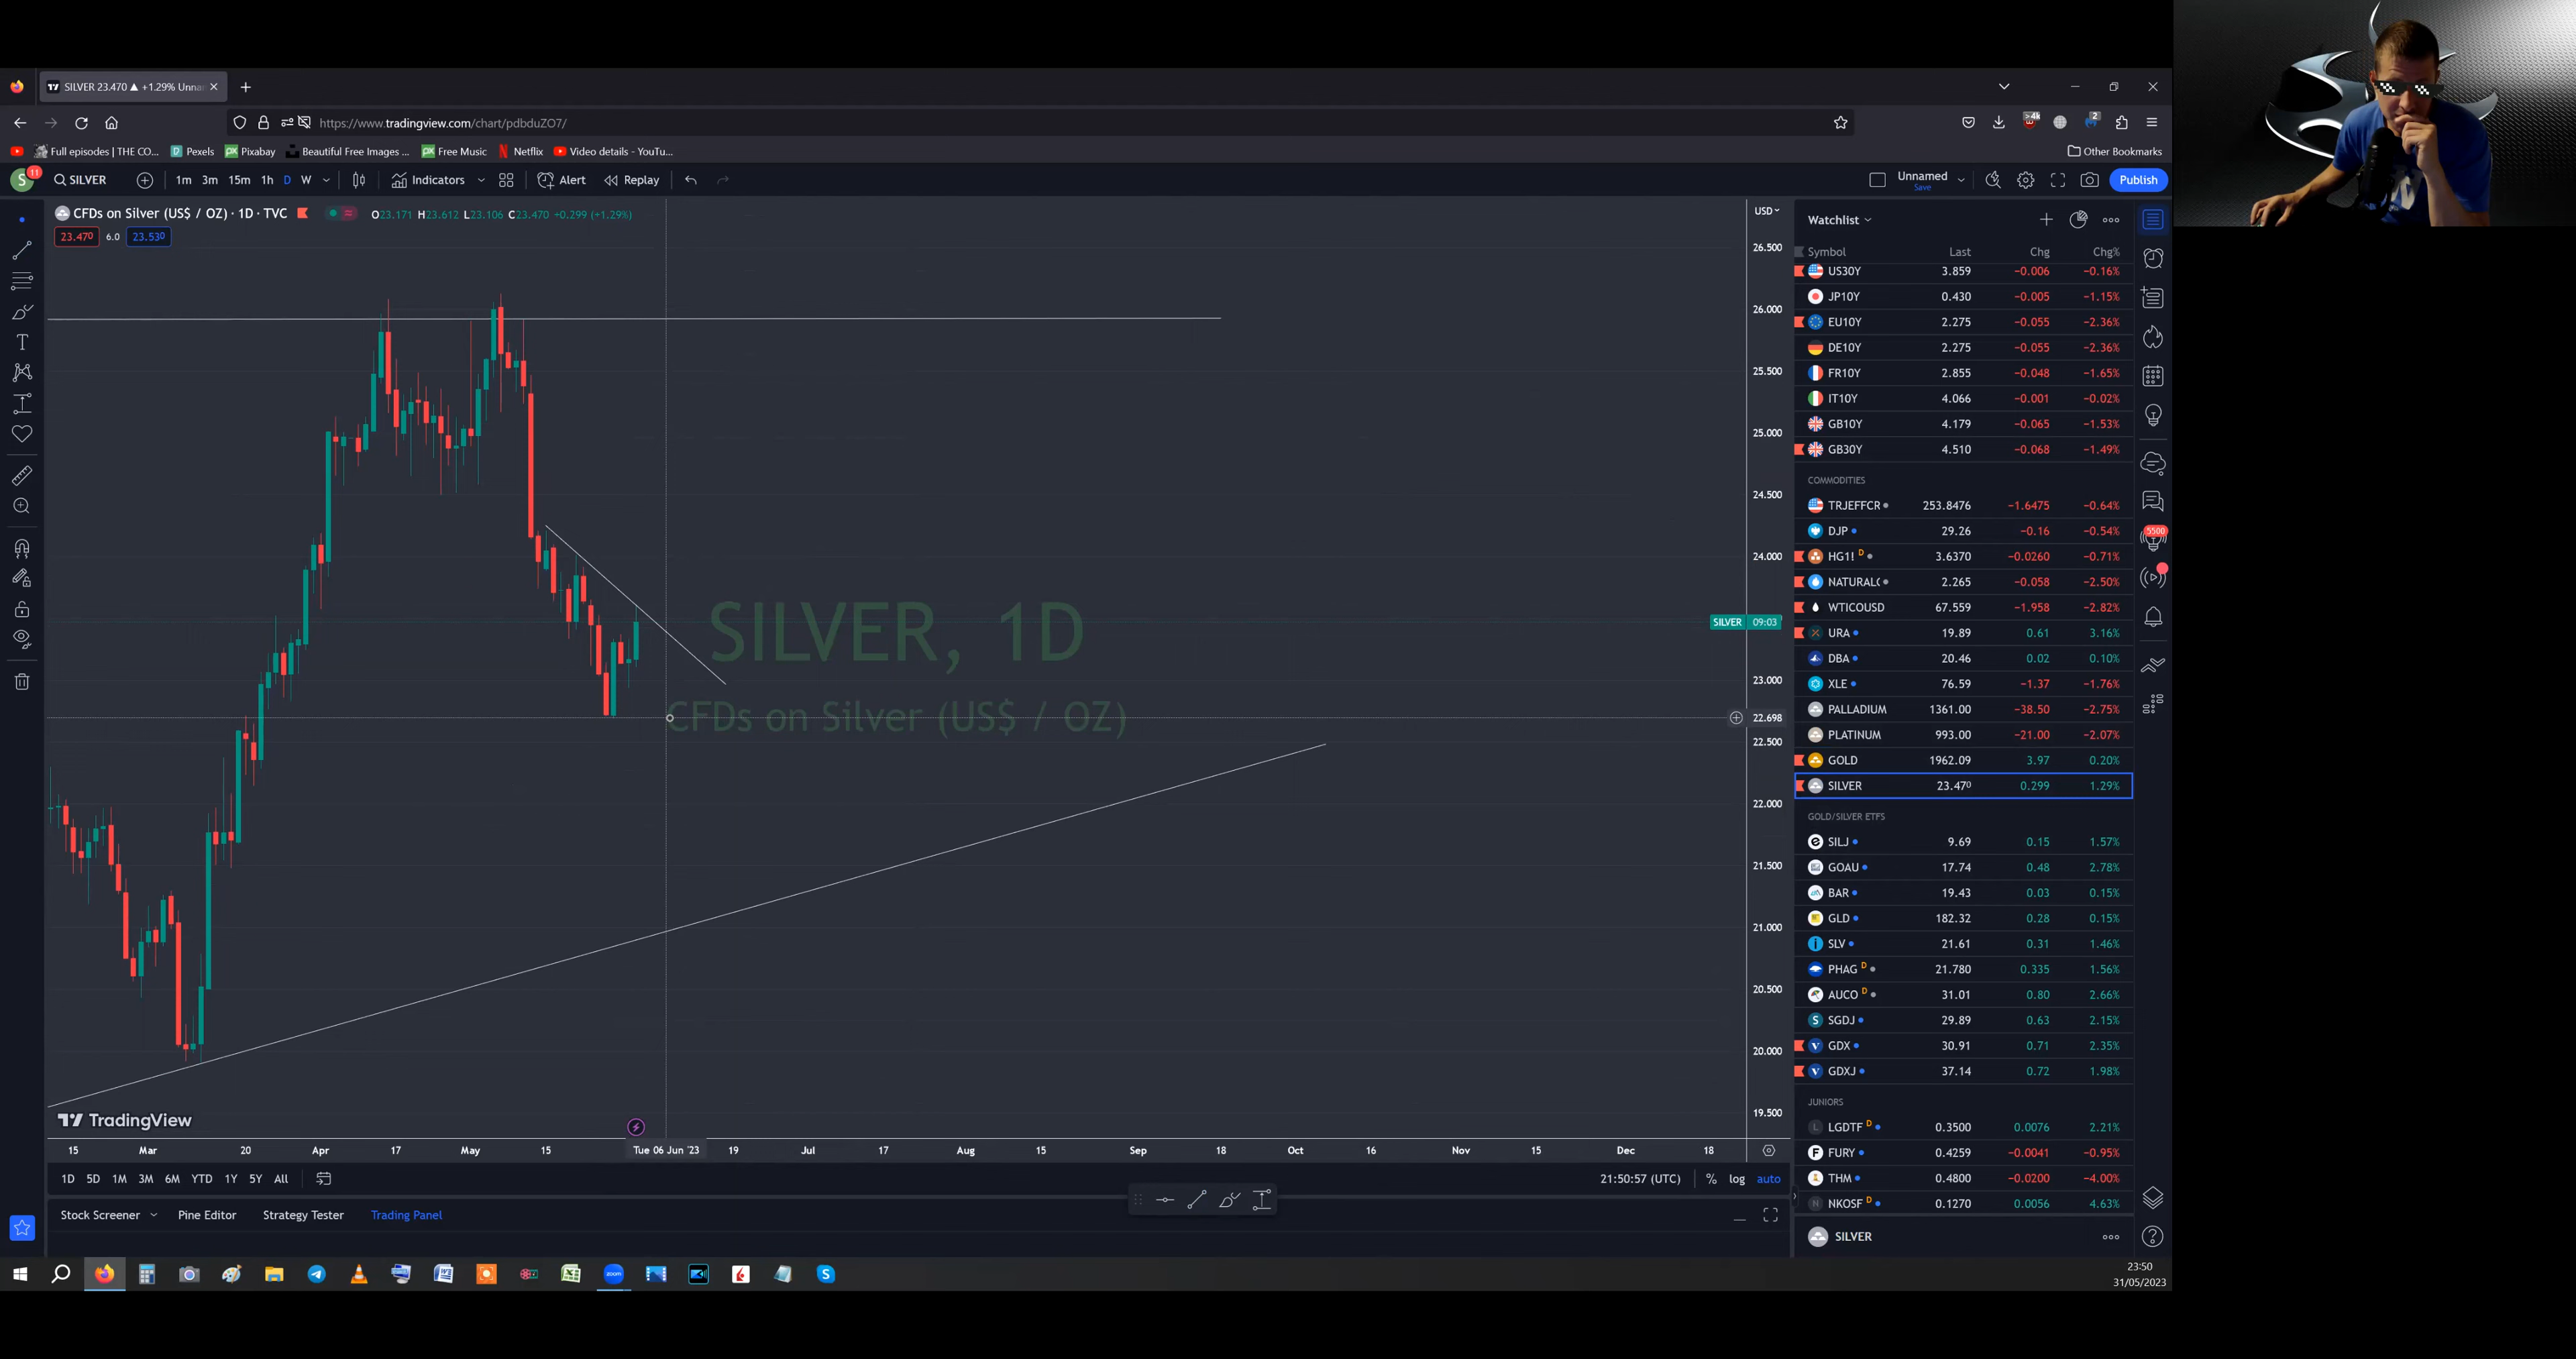 SILVER 23.470 ▲ +1.29% Unna
https://www.tradingview.com/chart/pdbduZO7/
>4k
2
Full episodes | THE CO... Pexels Pixabay Beautiful Free Images ... Free Music Netflix Video details - YouTu...
Other Bookmarks
S 11 SILVER 1m 3m 15m 1h D W Indicators Alert Replay Unnamed Save Publish
CFDs on Silver (US$ / OZ) · 1D · TVC O23.171 H23.612 L23.106 C23.470 +0.299 (+1.29%)
23.470 6.0 23.530
USD
26.500
26.000
25.500
25.000
24.500
24.000
SILVER 09:03
23.000
22.698
22.500
22.000
21.500
21.000
20.500
20.000
19.500
SILVER, 1D
CFDs on Silver (US$ / OZ)
TradingView
15 Mar 20 Apr 17 May 15 Tue 06 Jun '23 19 Jul 17 Aug 15 Sep 18 Oct 16 Nov 15 Dec 18
1D 5D 1M 3M 6M YTD 1Y 5Y All 21:50:57 (UTC) % log auto
Stock Screener Pine Editor Strategy Tester Trading Panel
Watchlist
Symbol Last Chg Chg%
US30Y 3.859 −0.006 −0.16%
JP10Y 0.430 −0.005 −1.15%
EU10Y 2.275 −0.055 −2.36%
DE10Y 2.275 −0.055 −2.36%
FR10Y 2.855 −0.048 −1.65%
IT10Y 4.066 −0.001 −0.02%
GB10Y 4.179 −0.065 −1.53%
GB30Y 4.510 −0.068 −1.49%
COMMODITIES
TRJEFFCR 253.8476 −1.6475 −0.64%
DJP 29.26 −0.16 −0.54%
HG1! D 3.6370 −0.0260 −0.71%
NATURALG 2.265 −0.058 −2.50%
WTICOUSD 67.559 −1.958 −2.82%
URA 19.89 0.61 3.16%
DBA 20.46 0.02 0.10%
XLE 76.59 −1.37 −1.76%
PALLADIUM 1361.00 −38.50 −2.75%
PLATINUM 993.00 −21.00 −2.07%
GOLD 1962.09 3.97 0.20%
SILVER 23.470 0.299 1.29%
GOLD/SILVER ETFS
SILJ 9.69 0.15 1.57%
GOAU 17.74 0.48 2.78%
BAR 19.43 0.03 0.15%
GLD 182.32 0.28 0.15%
SLV 21.61 0.31 1.46%
PHAG D 21.780 0.335 1.56%
AUCO D 31.01 0.80 2.66%
SGDJ 29.89 0.63 2.15%
GDX 30.91 0.71 2.35%
GDXJ 37.14 0.72 1.98%
JUNIORS
LGDTF D 0.3500 0.0076 2.21%
FURY 0.4259 −0.0041 −0.95%
THM 0.4800 −0.0200 −4.00%
NKOSF D 0.1270 0.0056 4.63%
SILVER
5500
zoom
23:50
31/05/2023